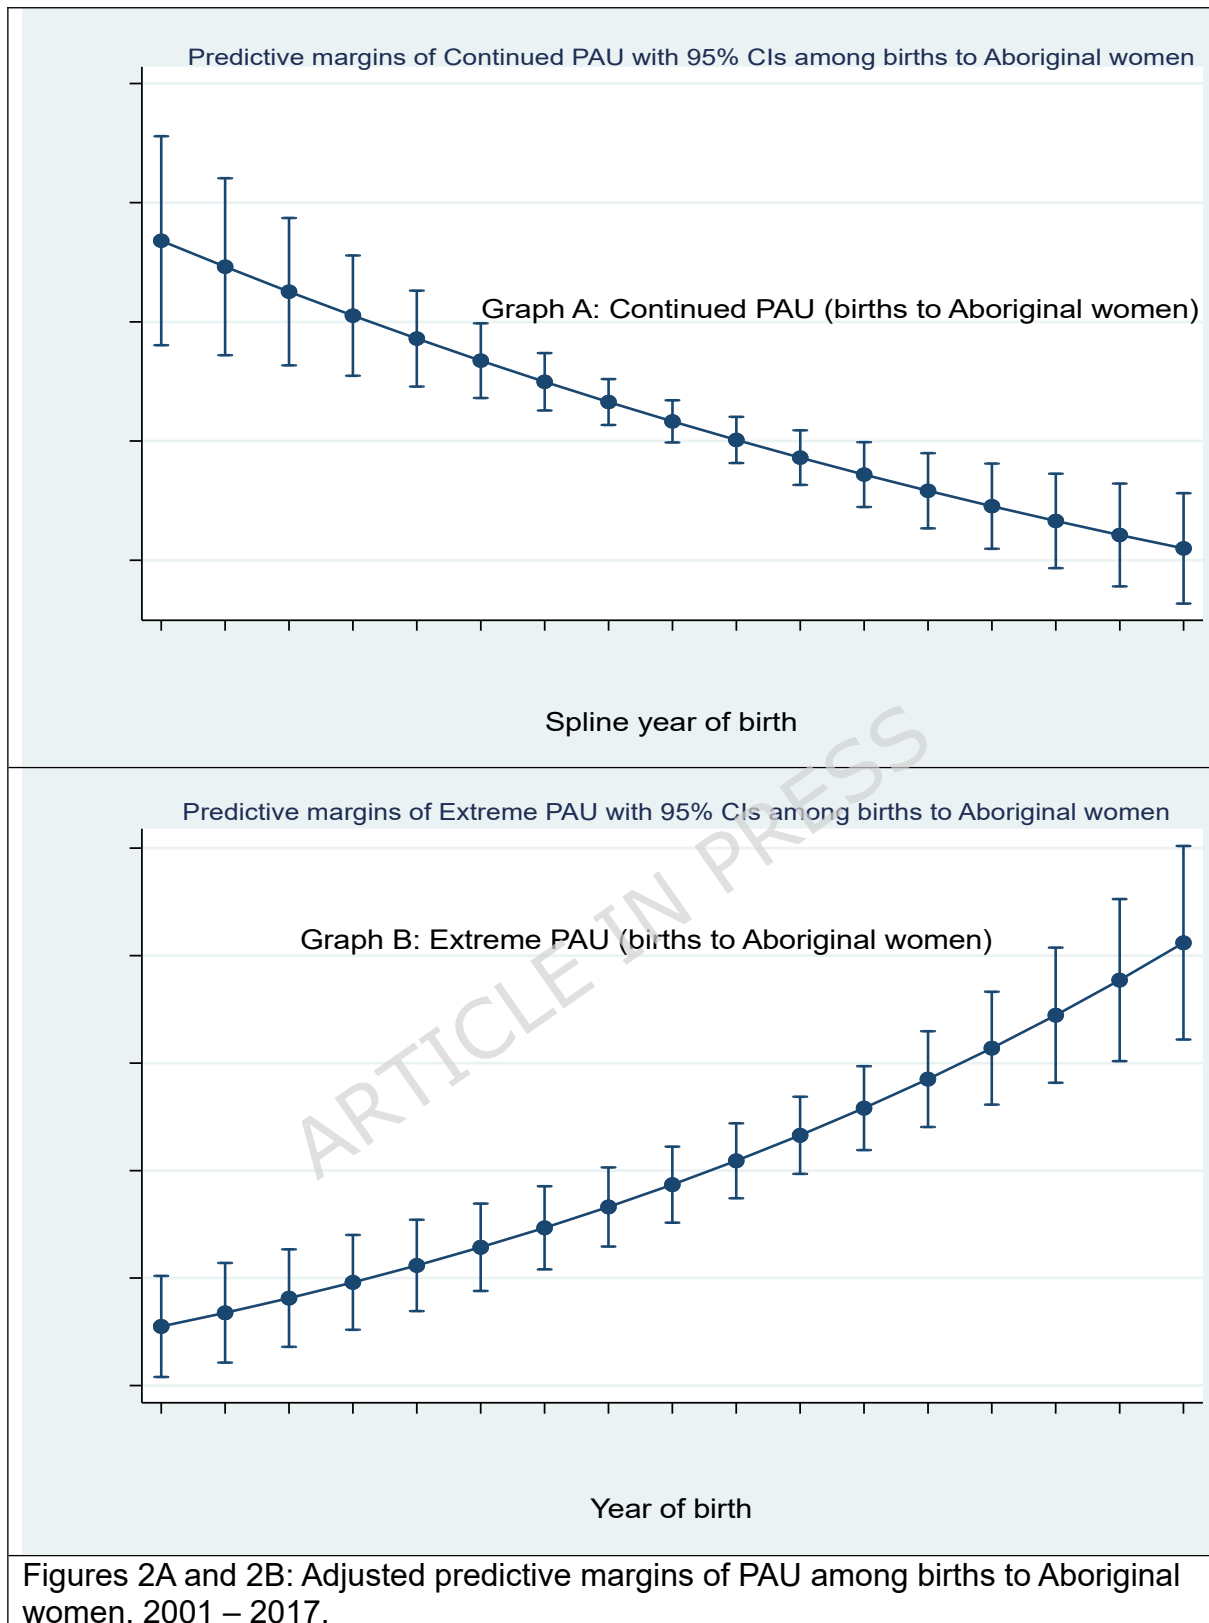 Predictive margins of Continued PAU with 95% CIs among births to Aboriginal women
Graph A: Continued PAU (births to Aboriginal women)
Spline year of birth
Predictive margins of Extreme PAU with 95% CIs among births to Aboriginal women
Graph B: Extreme PAU (births to Aboriginal women)
ARTICLE IN PRESS
Year of birth
Figures 2A and 2B: Adjusted predictive margins of PAU among births to Aboriginal
women, 2001 – 2017.